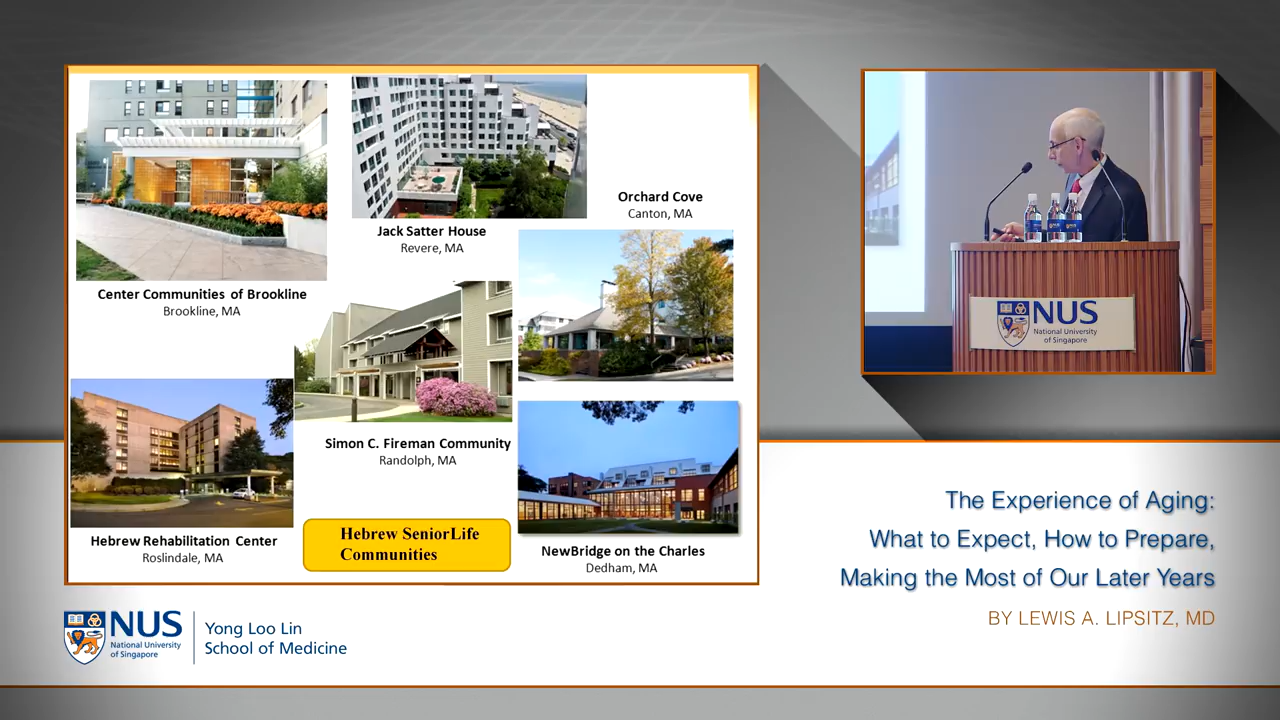 Center Communities of Brookline
Brookline, MA
Jack Satter House
Revere, MA
Orchard Cove
Canton, MA
Simon C. Fireman Community
Randolph, MA
Hebrew Rehabilitation Center
Roslindale, MA
Hebrew SeniorLife
Communities
NewBridge on the Charles
Dedham, MA
NUS
National University
of Singapore
The Experience of Aging:
What to Expect, How to Prepare,
Making the Most of Our Later Years
BY LEWIS A. LIPSITZ, MD
NUS
National University
of Singapore
Yong Loo Lin
School of Medicine